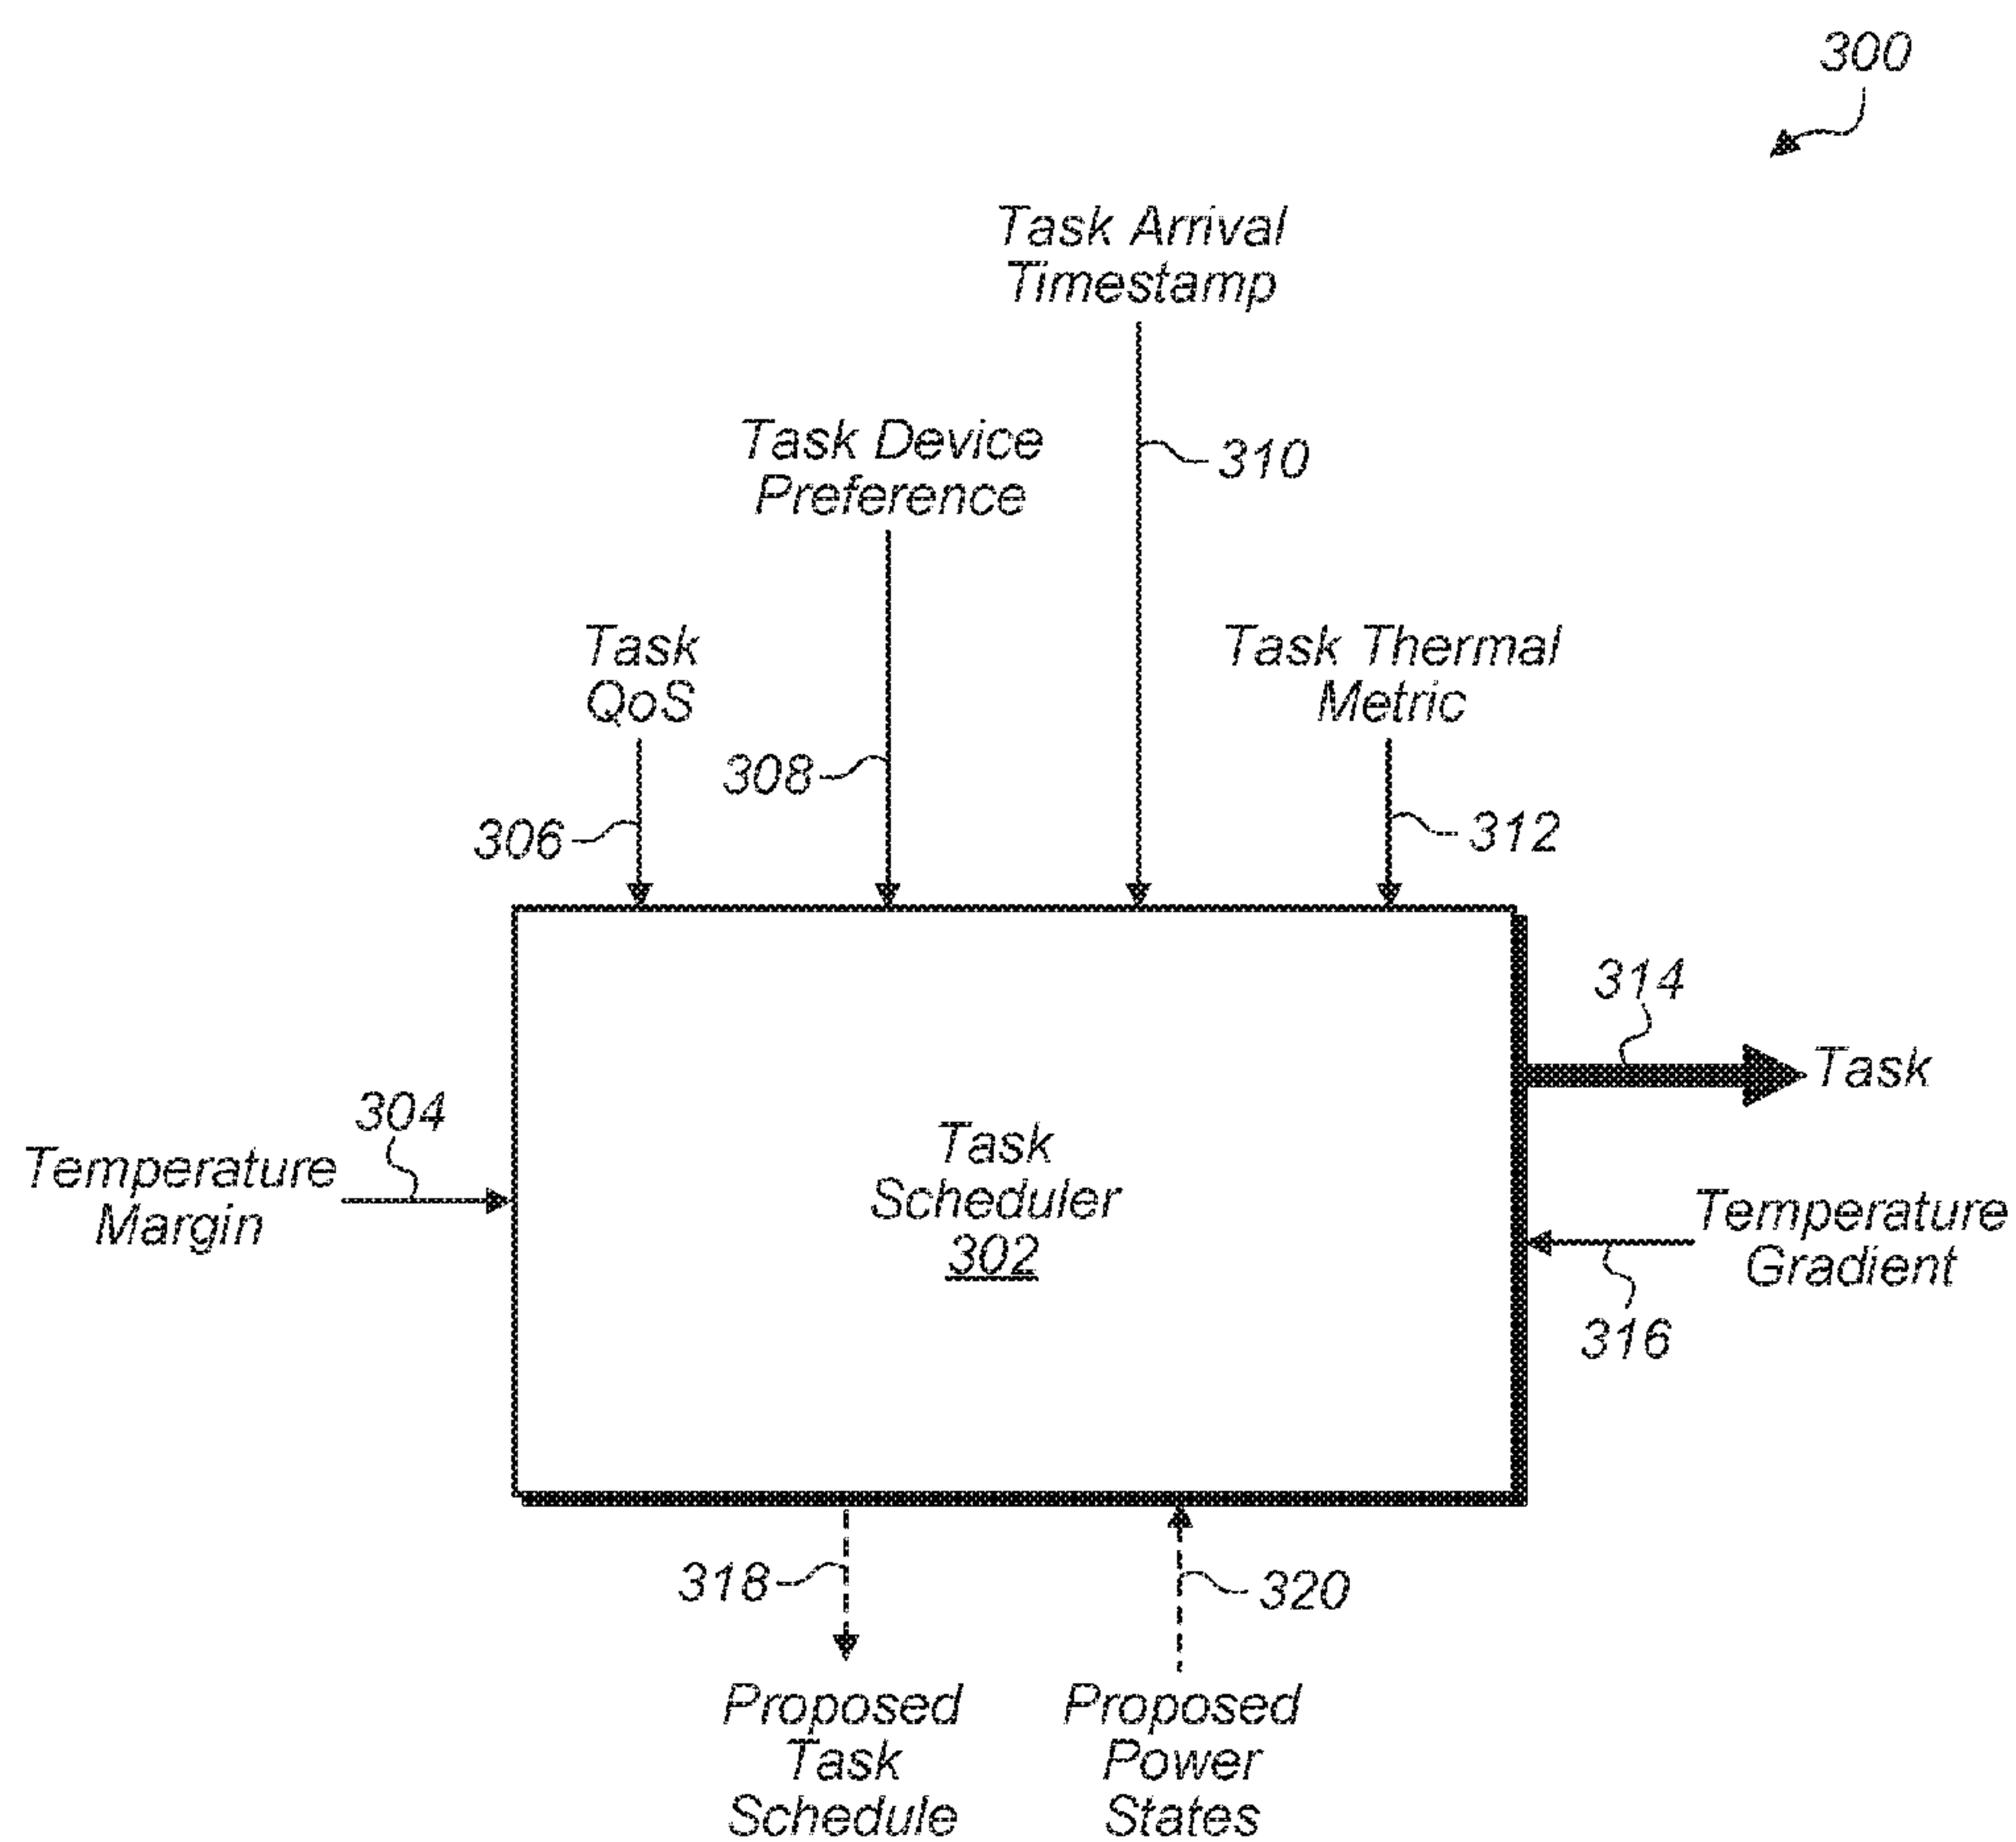 300
Task Arrival
Timestamp
310
Task Device
Preference
308
Task
QoS
306
Task Thermal
Metric
312
314
Task
304
Temperature
Margin
Task
Scheduler
302
Temperature
Gradient
316
318
320
Proposed
Task
Schedule
Proposed
Power
States